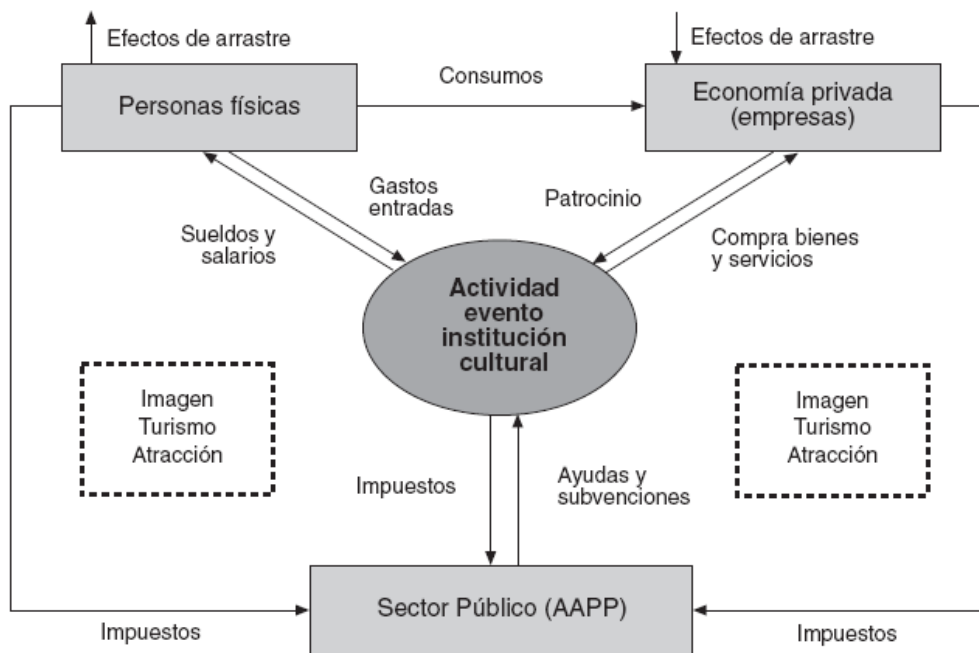 Efectos de arrastre
Efectos de arrastre
Personas físicas
Consumos
Economía privada
(empresas)
Gastos
entradas
Patrocinio
Sueldos y
salarios
Compra bienes
y servicios
Actividad
evento
institución
cultural
Imagen
Turismo
Atracción
Imagen
Turismo
Atracción
Impuestos
Ayudas y
subvenciones
Sector Público (AAPP)
Impuestos
Impuestos